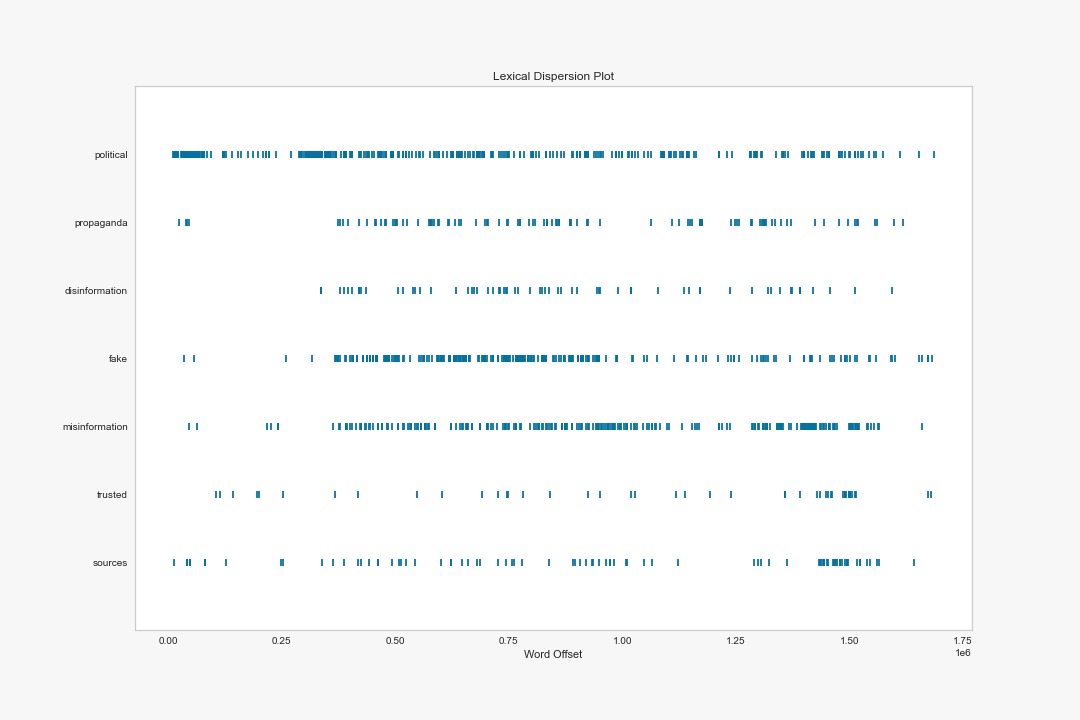 Lexical Dispersion Plot
political
propaganda
disinformation
fake
misinformation
trusted
sources
0.00 0.25 0.50 0.75 1.00 1.25 1.50 1.75
1e6
Word Offset